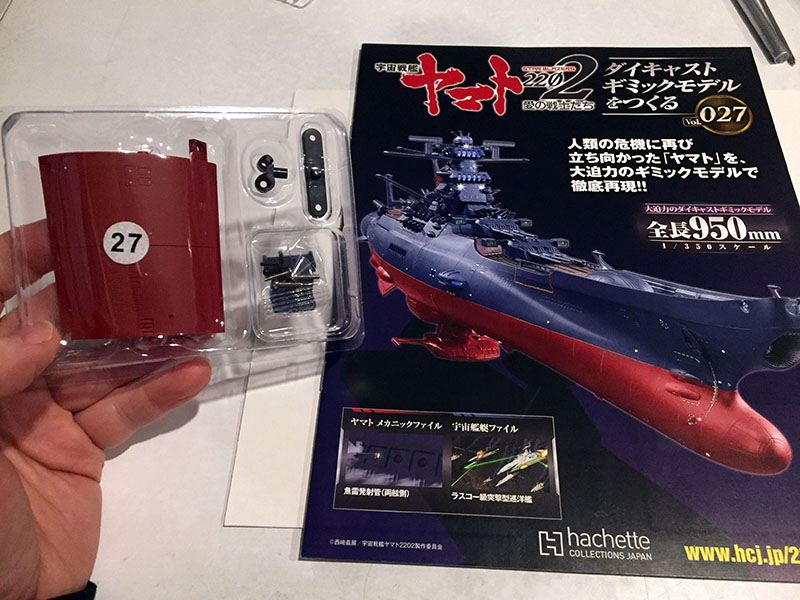 27
宇宙戦艦
ヤマト
STAR BLAZERS
2202
愛の戦士たち
ダイキャスト
ギミックモデル
をつくる
Vol.027
人類の危機に再び
立ち向かった「ヤマト」を、
大迫力のギミックモデルで
徹底再現!!
大迫力のダイキャストギミックモデル
全長950mm
1/350スケール
ヤマト メカニックファイル
魚雷発射管(両舷側)
宇宙艦艇ファイル
ラスコー級突撃型巡洋艦
©西﨑義展/宇宙戦艦ヤマト2202製作委員会
hachette
COLLECTIONS JAPAN
www.hcj.jp/2